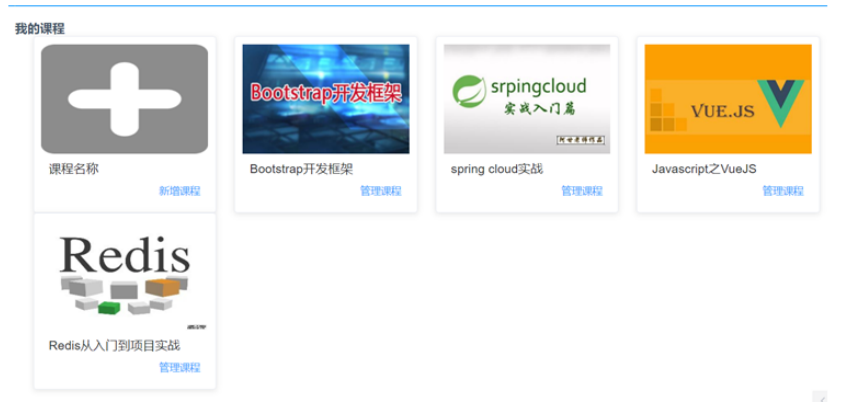 我的课程
课程名称
新增课程
Bootstrap开发框架
Bootstrap开发框架
管理课程
srpingcloud
实战入门篇
spring cloud实战
管理课程
VUE.JS
Javascript之VueJS
管理课程
Redis
Redis从入门到项目实战
管理课程